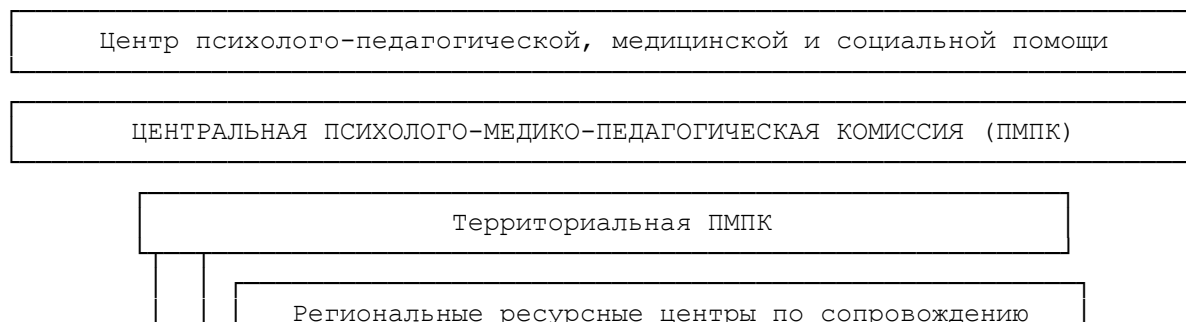 Центр психолого-педагогической, медицинской и социальной помощи
ЦЕНТРАЛЬНАЯ ПСИХОЛОГО-МЕДИКО-ПЕДАГОГИЧЕСКАЯ КОМИССИЯ (ПМПК)
Территориальная ПМПК
Региональные ресурсные центры по сопровождению